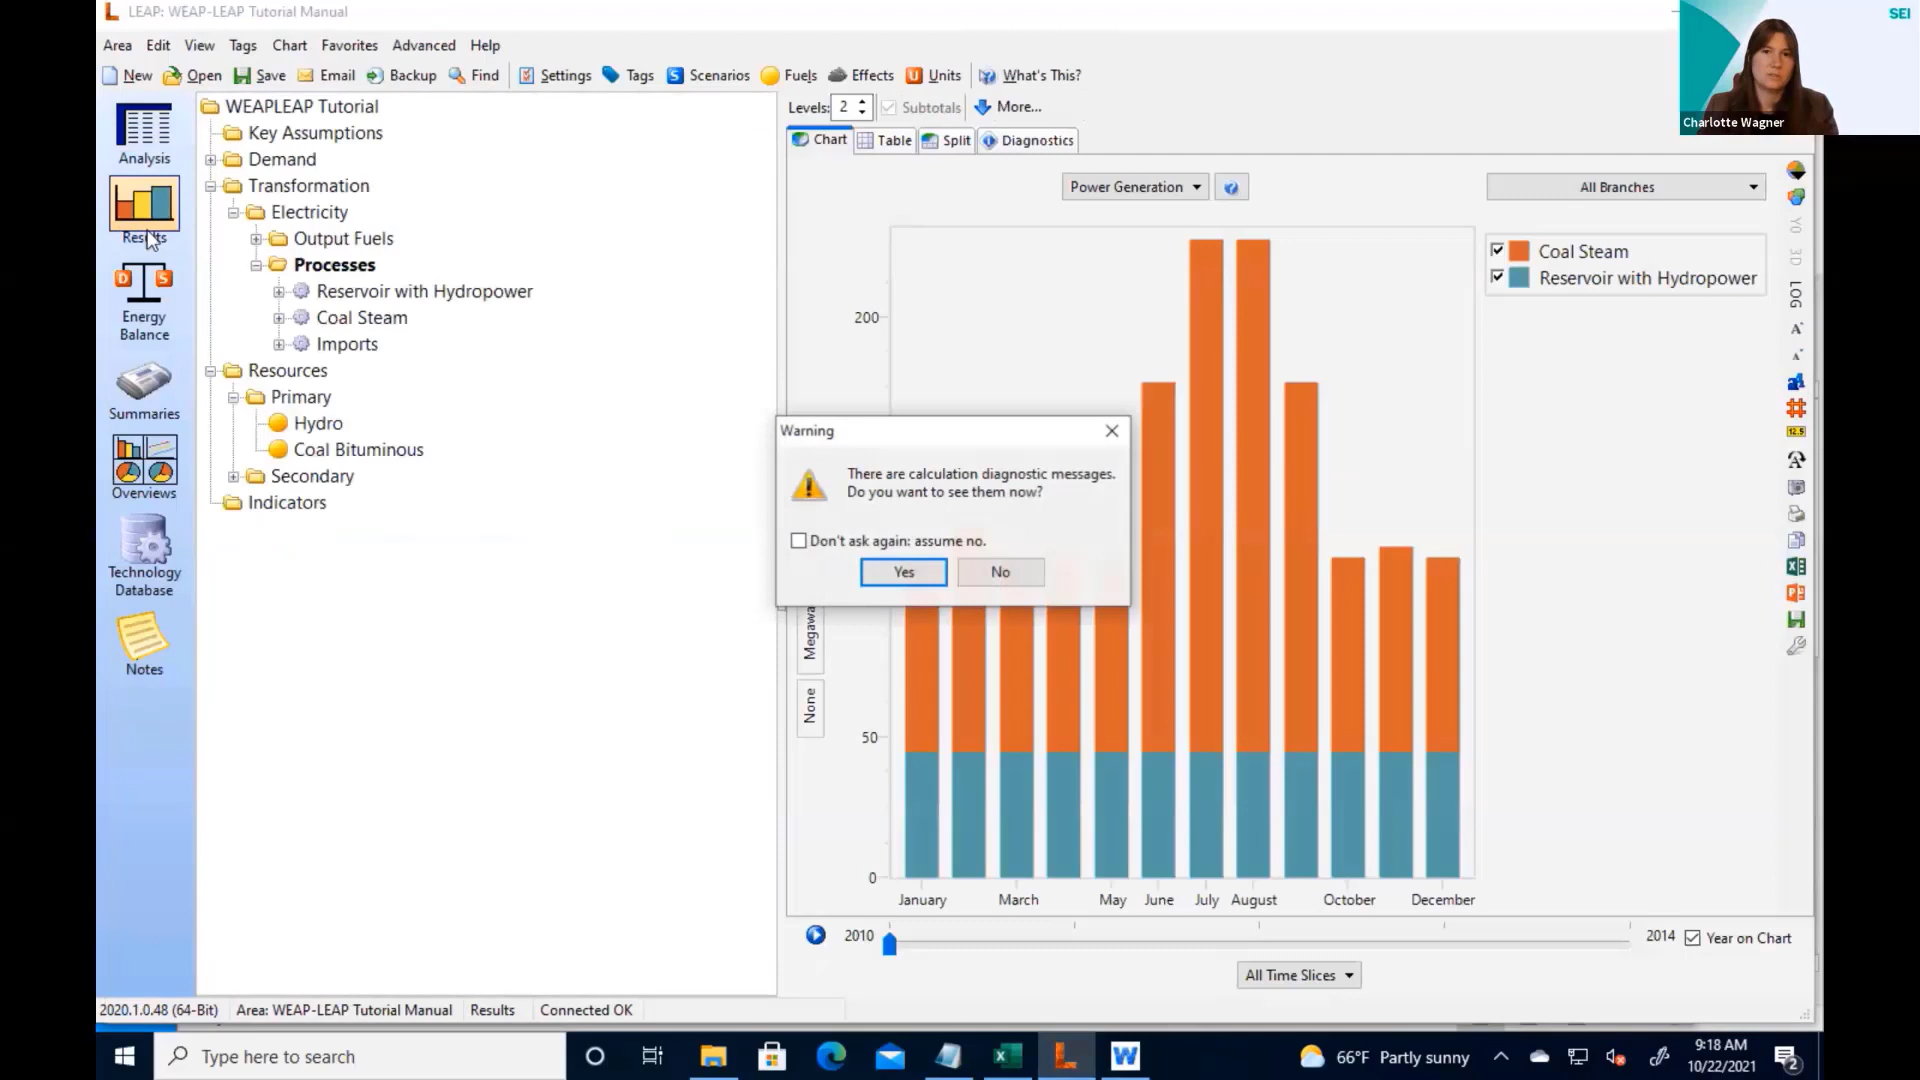 LEAP: WEAP-LEAP Tutorial Manual
SEI
Charlotte Wagner
Area Edit View Tags Chart Favorites Advanced Help
New Open Save Email Backup Find Settings Tags Scenarios Fuels Effects Units What's This?
Analysis
Results
Energy
Balance
Summaries
Overviews
Technology
Database
Notes
WEAPLEAP Tutorial
Key Assumptions
Demand
Transformation
Electricity
Output Fuels
Processes
Reservoir with Hydropower
Coal Steam
Imports
Resources
Primary
Hydro
Coal Bituminous
Secondary
Indicators
Levels: 2 Subtotals More...
Chart Table Split Diagnostics
Power Generation
All Branches
Coal Steam
Reservoir with Hydropower
Y0
3D
LOG
A
A
12.5
200
50
0
None
January March May June July August October December
Warning
There are calculation diagnostic messages.
Do you want to see them now?
Don't ask again: assume no.
Yes No
2010 2014 Year on Chart
All Time Slices
2020.1.0.48 (64-Bit) Area: WEAP-LEAP Tutorial Manual Results Connected OK
Type here to search
66°F Partly sunny
9:18 AM
10/22/2021
2